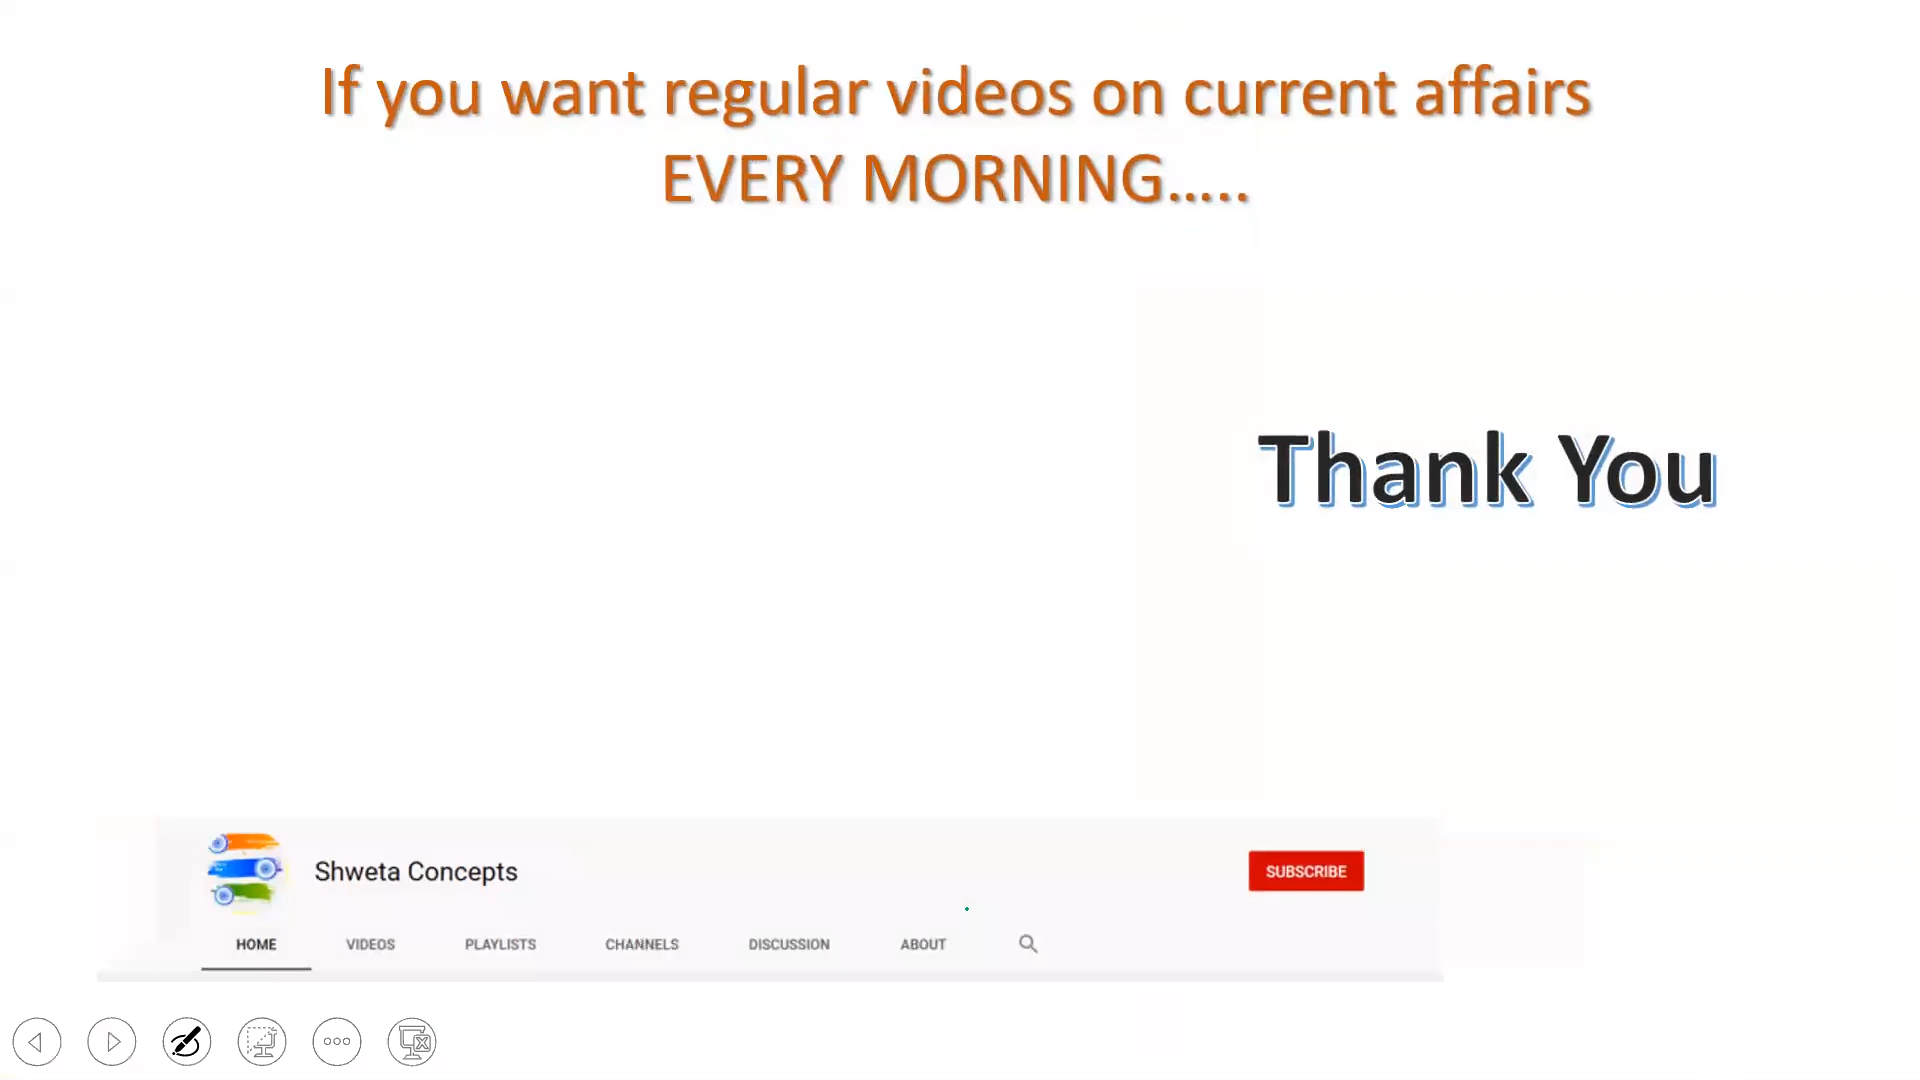 If you want regular videos on current affairs
EVERY MORNING.....
Thank You
Shweta Concepts
SUBSCRIBE
HOME VIDEOS PLAYLISTS CHANNELS DISCUSSION ABOUT